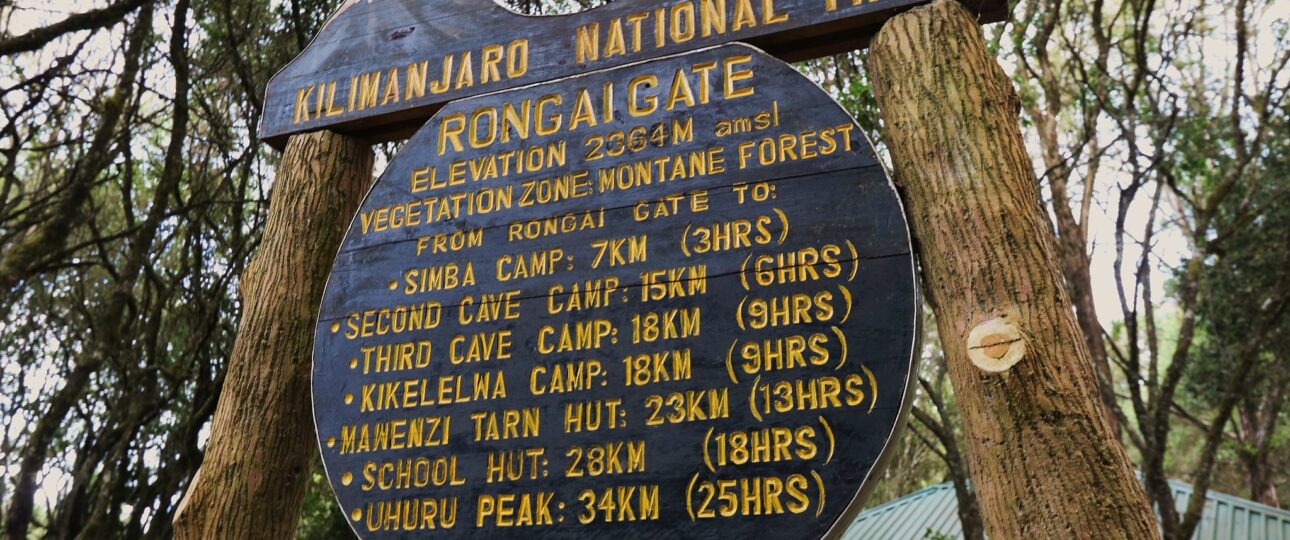 KILIMANJARO NATIONAL
RONGAI GATE
ELEVATION 2364M amsl
VEGETATION ZONE: MONTANE FOREST
FROM RONGAI GATE TO:
• SIMBA CAMP: 7KM (3HRS)
• SECOND CAVE CAMP: 15KM (6HRS)
• THIRD CAVE CAMP: 18KM (9HRS)
• KIKELELWA CAMP: 18KM (9HRS)
• MAWENZI TARN HUT: 23KM (13HRS)
• SCHOOL HUT: 28KM (18HRS)
• UHURU PEAK: 34KM (25HRS)